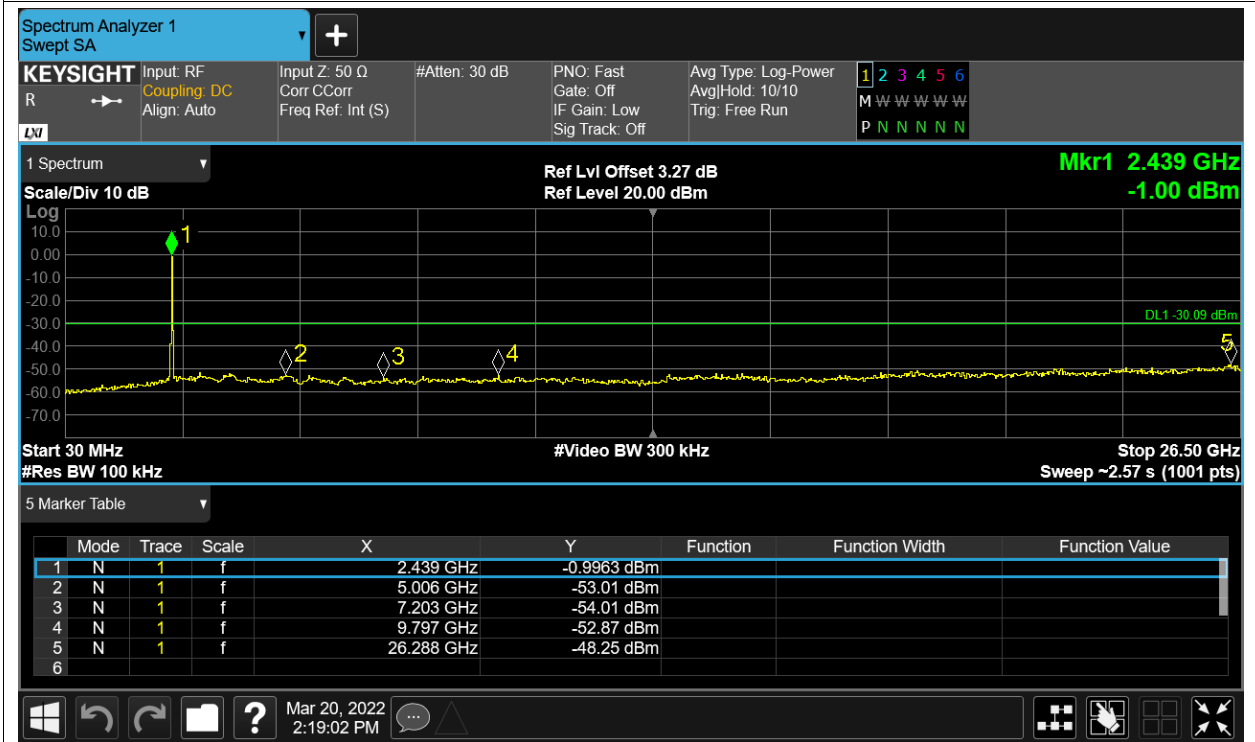 Spectrum Analyzer 1
Swept SA
KEYSIGHT
R
LXI
Input: RF
Coupling: DC
Align: Auto
Input Z: 50 Ω
Corr CCorr
Freq Ref: Int (S)
#Atten: 30 dB
PNO: Fast
Gate: Off
IF Gain: Low
Sig Track: Off
Avg Type: Log-Power
Avg|Hold: 10/10
Trig: Free Run
1 2 3 4 5 6
M W W W W W
P N N N N N
1 Spectrum
Ref Lvl Offset 3.27 dB
Mkr1 2.439 GHz
Scale/Div 10 dB
Ref Level 20.00 dBm
-1.00 dBm
Log
10.0
0.00
-10.0
-20.0
-30.0
-40.0
-50.0
-60.0
-70.0
1
DL1 -30.09 dBm
2
3
4
5
Start 30 MHz
#Video BW 300 kHz
Stop 26.50 GHz
#Res BW 100 kHz
Sweep ~2.57 s (1001 pts)
5 Marker Table
Mode Trace Scale X Y Function Function Width Function Value
1 N 1 f 2.439 GHz -0.9963 dBm
2 N 1 f 5.006 GHz -53.01 dBm
3 N 1 f 7.203 GHz -54.01 dBm
4 N 1 f 9.797 GHz -52.87 dBm
5 N 1 f 26.288 GHz -48.25 dBm
6
?
Mar 20, 2022
2:19:02 PM